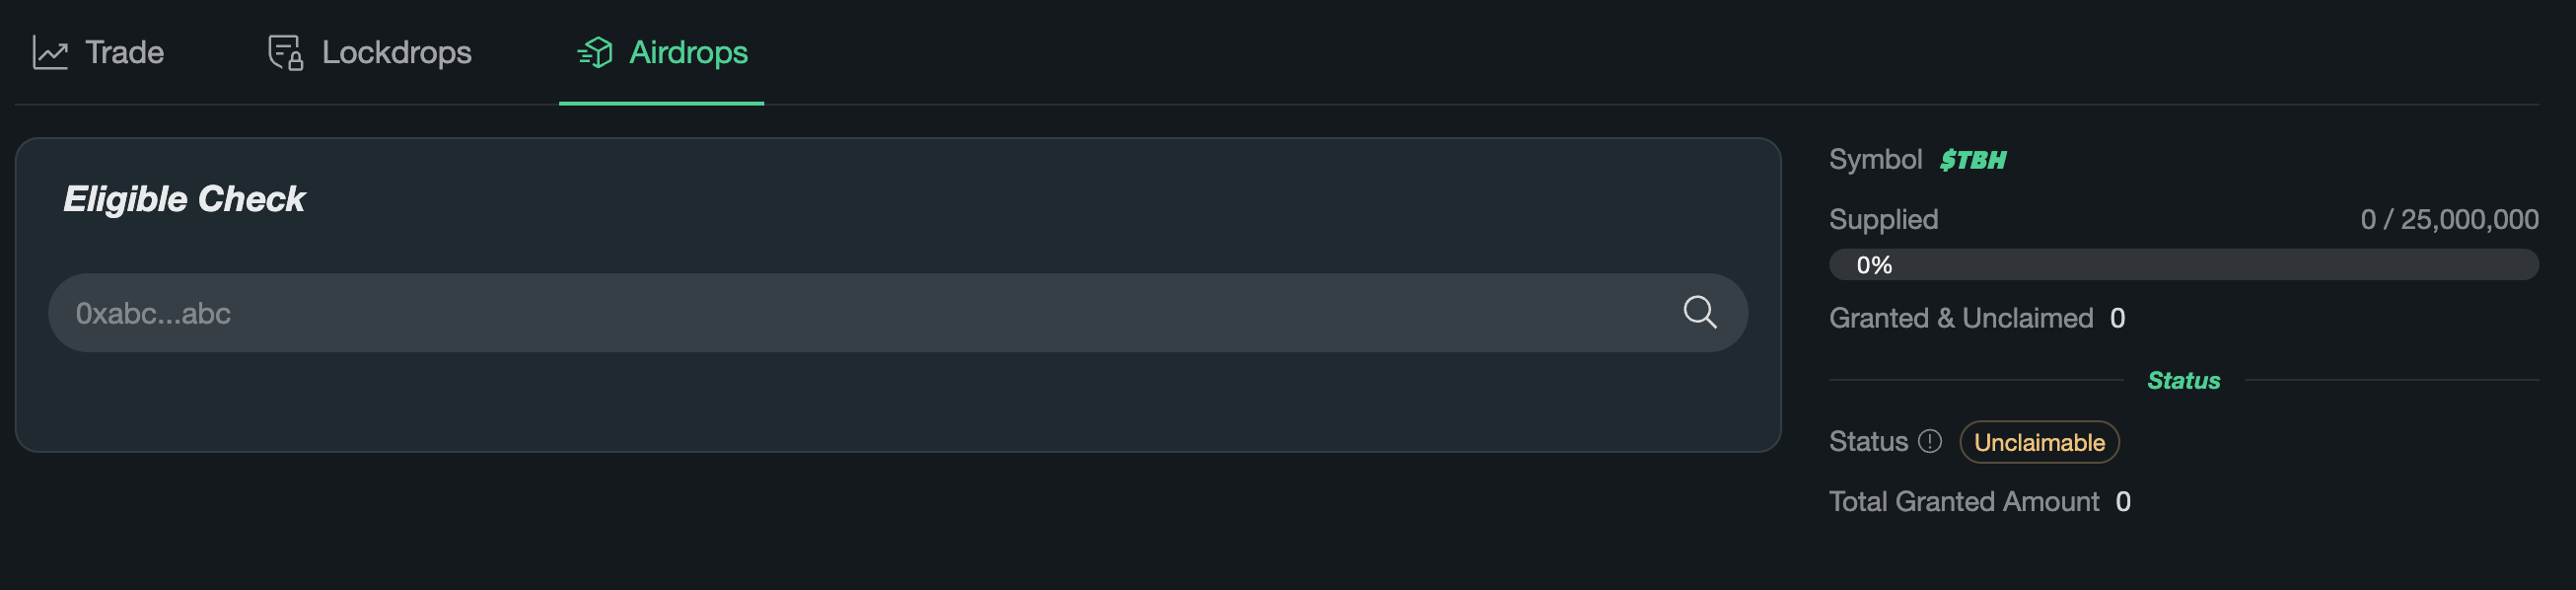 Trade Lockdrops Airdrops
Eligible Check
0xabc...abc
Symbol $TBH
Supplied 0 / 25,000,000
0%
Granted & Unclaimed 0
Status
Status Unclaimable
Total Granted Amount 0